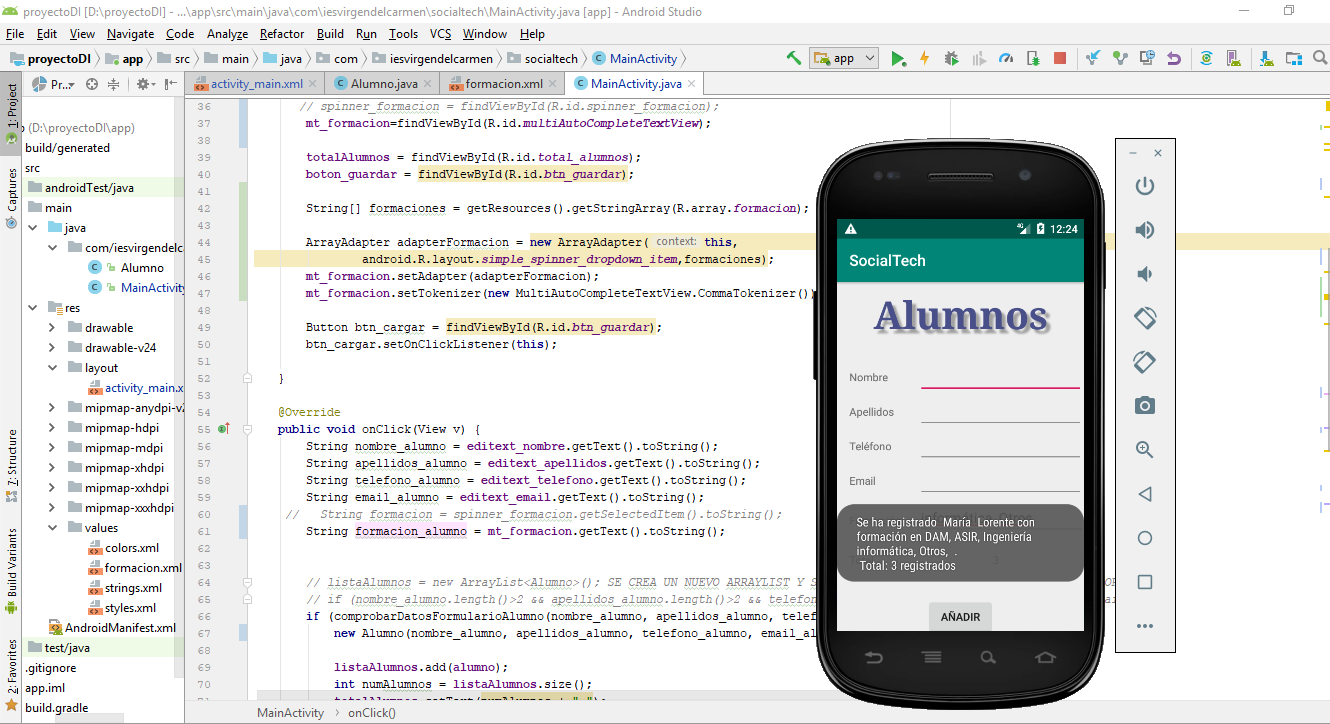 proyectoDI [D:\proyectoDI] - ...\app\src\main\java\com\iesvirgendelcarmen\socialtech\MainActivity.java [app] - Android Studio
File Edit View Navigate Code Analyze Refactor Build Run Tools VCS Window Help
proyectoDI app src main java com iesvirgendelcarmen socialtech MainActivity app
1: Project
Captures
7: Structure
Build Variants
2: Favorites
Pr...
(D:\proyectoDI\app)
build/generated
src
androidTest/java
main
java
com/iesvirgendelca
Alumno
MainActivity
res
drawable
drawable-v24
layout
activity_main.x
mipmap-anydpi-v2
mipmap-hdpi
mipmap-mdpi
mipmap-xhdpi
mipmap-xxhdpi
mipmap-xxxhdpi
values
colors.xml
formacion.xml
strings.xml
styles.xml
AndroidManifest.xml
test/java
.gitignore
app.iml
build.gradle
activity_main.xml Alumno.java formacion.xml MainActivity.java
36 // spinner_formacion = findViewById(R.id.spinner_formacion);
37 mt_formacion=findViewById(R.id.multiAutoCompleteTextView);
38
39 totalAlumnos = findViewById(R.id.total_alumnos);
40 boton_guardar = findViewById(R.id.btn_guardar);
41
42 String[] formaciones = getResources().getStringArray(R.array.formacion);
43
44 ArrayAdapter adapterFormacion = new ArrayAdapter( context: this,
45 android.R.layout.simple_spinner_dropdown_item,formaciones);
46 mt_formacion.setAdapter(adapterFormacion);
47 mt_formacion.setTokenizer(new MultiAutoCompleteTextView.CommaTokenizer())
48
49 Button btn_cargar = findViewById(R.id.btn_guardar);
50 btn_cargar.setOnClickListener(this);
51
52 }
53
54 @Override
55 public void onClick(View v) {
56 String nombre_alumno = editext_nombre.getText().toString();
57 String apellidos_alumno = editext_apellidos.getText().toString();
58 String telefono_alumno = editext_telefono.getText().toString();
59 String email_alumno = editext_email.getText().toString();
60 // String formacion = spinner_formacion.getSelectedItem().toString();
61 String formacion_alumno = mt_formacion.getText().toString();
62
63
64 // listaAlumnos = new ArrayList<Alumno>(); SE CREA UN NUEVO ARRAYLIST Y S
65 // if (nombre_alumno.length()>2 && apellidos_alumno.length()>2 && telefon
66 if (comprobarDatosFormularioAlumno(nombre_alumno, apellidos_alumno, telef
67 new Alumno(nombre_alumno, apellidos_alumno, telefono_alumno, email_al
68
69 listaAlumnos.add(alumno);
70 int numAlumnos = listaAlumnos.size();
MainActivity onClick()
12:24
SocialTech
Alumnos
Nombre
Apellidos
Teléfono
Email
Se ha registrado María Lorente con
formación en DAM, ASIR, Ingeniería
informática, Otros, .
Total: 3 registrados
AÑADIR